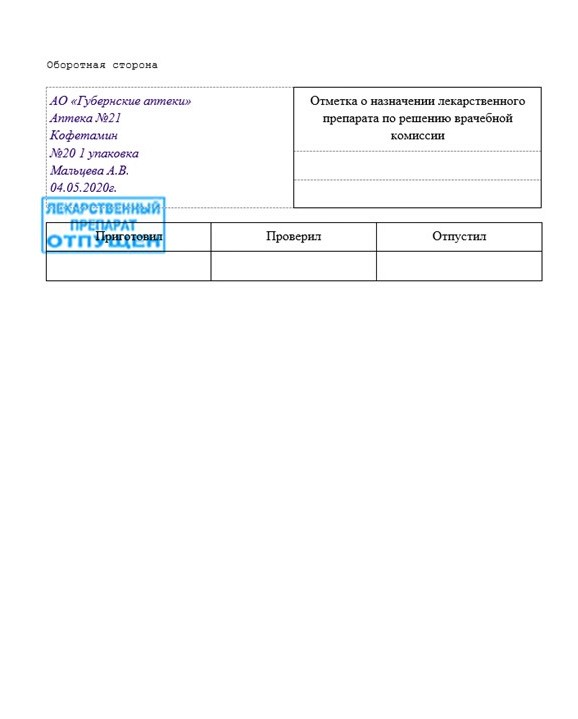 Оборотная сторона
АО «Губернские аптеки»
Аптека №21
Кофетамин
№20 1 упаковка
Мальцева А.В.
04.05.2020г.
Отметка о назначении лекарственного
препарата по решению врачебной
комиссии
ЛЕКАРСТВЕННЫЙ
ПРЕПАРАТ
ОТПУЩЕН
Приготовил Проверил Отпустил